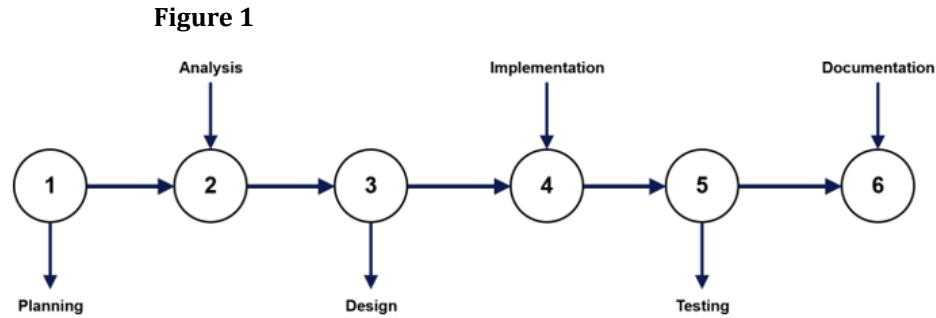 Figure 1
Analysis Implementation Documentation
1 2 3 4 5 6
Planning Design Testing